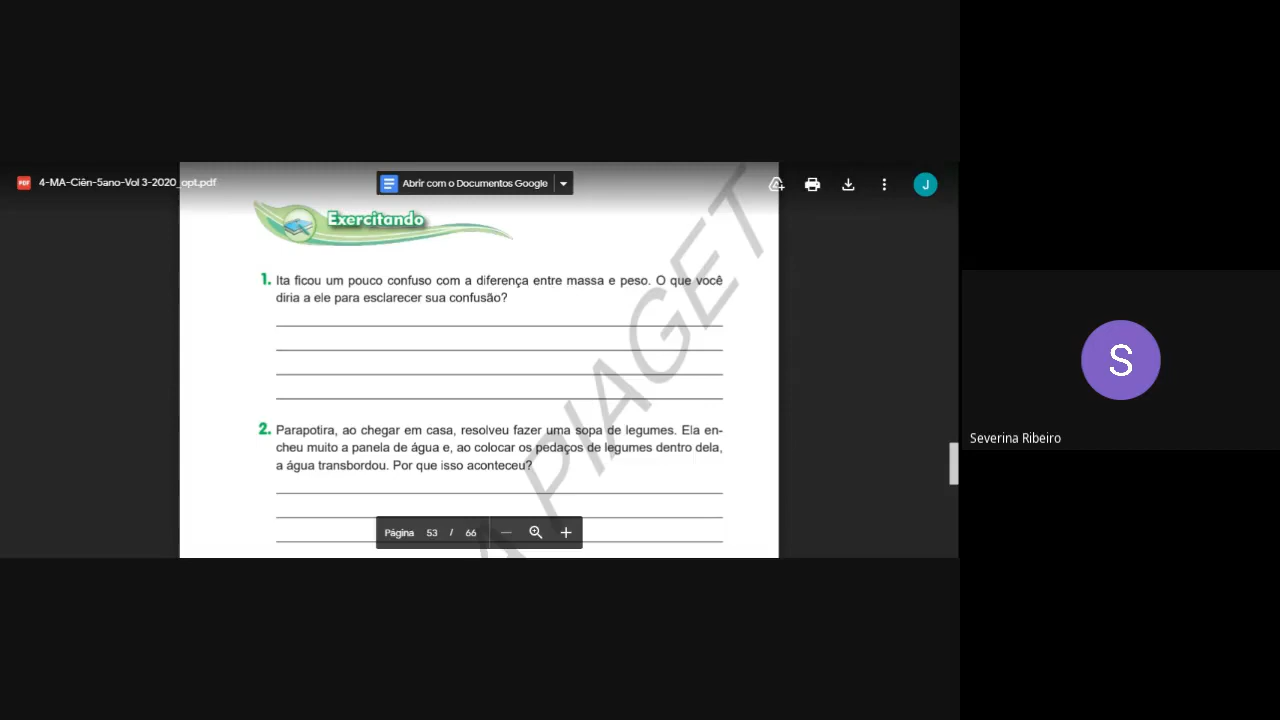 4-MA-Ciên-5ano-Vol 3-2020_opt.pdf
Abrir com o Documentos Google
J
Exercitando
1. Ita ficou um pouco confuso com a diferença entre massa e peso. O que você
diria a ele para esclarecer sua confusão?
2. Parapotira, ao chegar em casa, resolveu fazer uma sopa de legumes. Ela en-
cheu muito a panela de água e, ao colocar os pedaços de legumes dentro dela,
a água transbordou. Por que isso aconteceu?
A PIAGET
Página 53 / 66
S
Severina Ribeiro